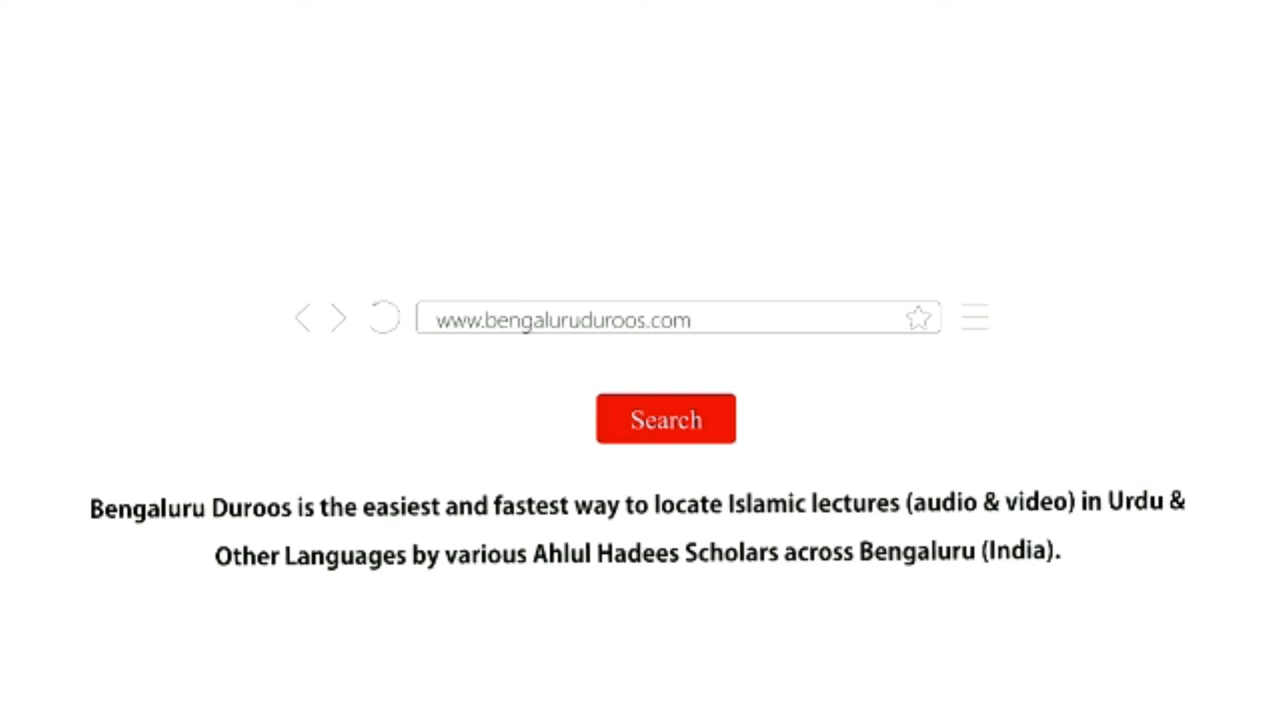 www.bengaluruduroos.com
Search
Bengaluru Duroos is the easiest and fastest way to locate Islamic lectures (audio & video) in Urdu &
Other Languages by various Ahlul Hadees Scholars across Bengaluru (India).